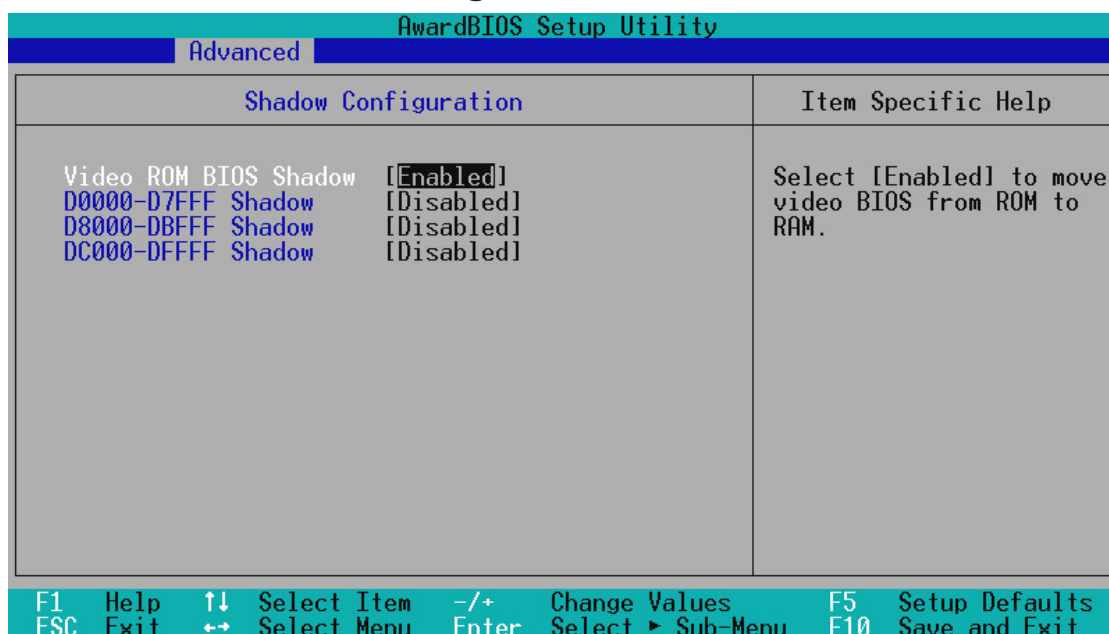 AwardBIOS Setup Utility
Advanced
Shadow Configuration
Item Specific Help
Video ROM BIOS Shadow [Enabled]
D0000-D7FFF Shadow [Disabled]
D8000-DBFFF Shadow [Disabled]
DC000-DFFFF Shadow [Disabled]
Select [Enabled] to move
video BIOS from ROM to
RAM.
F1 Help ↑↓ Select Item -/+ Change Values F5 Setup Defaults
ESC Exit ←→ Select Menu Enter Select ► Sub-Menu F10 Save and Exit